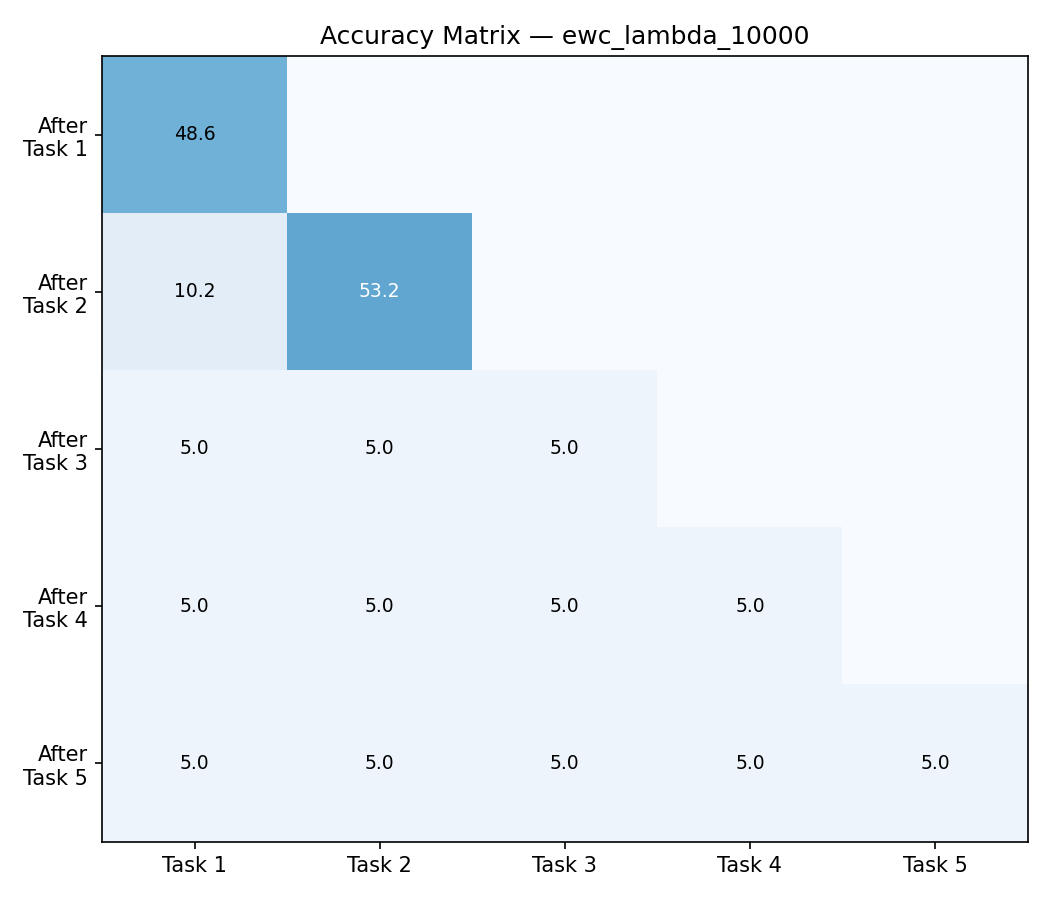 Accuracy Matrix — ewc_lambda_10000
After
Task 1
48.6
After
Task 2
10.2
53.2
After
Task 3
5.0
5.0
5.0
After
Task 4
5.0
5.0
5.0
5.0
After
Task 5
5.0
5.0
5.0
5.0
5.0
Task 1
Task 2
Task 3
Task 4
Task 5